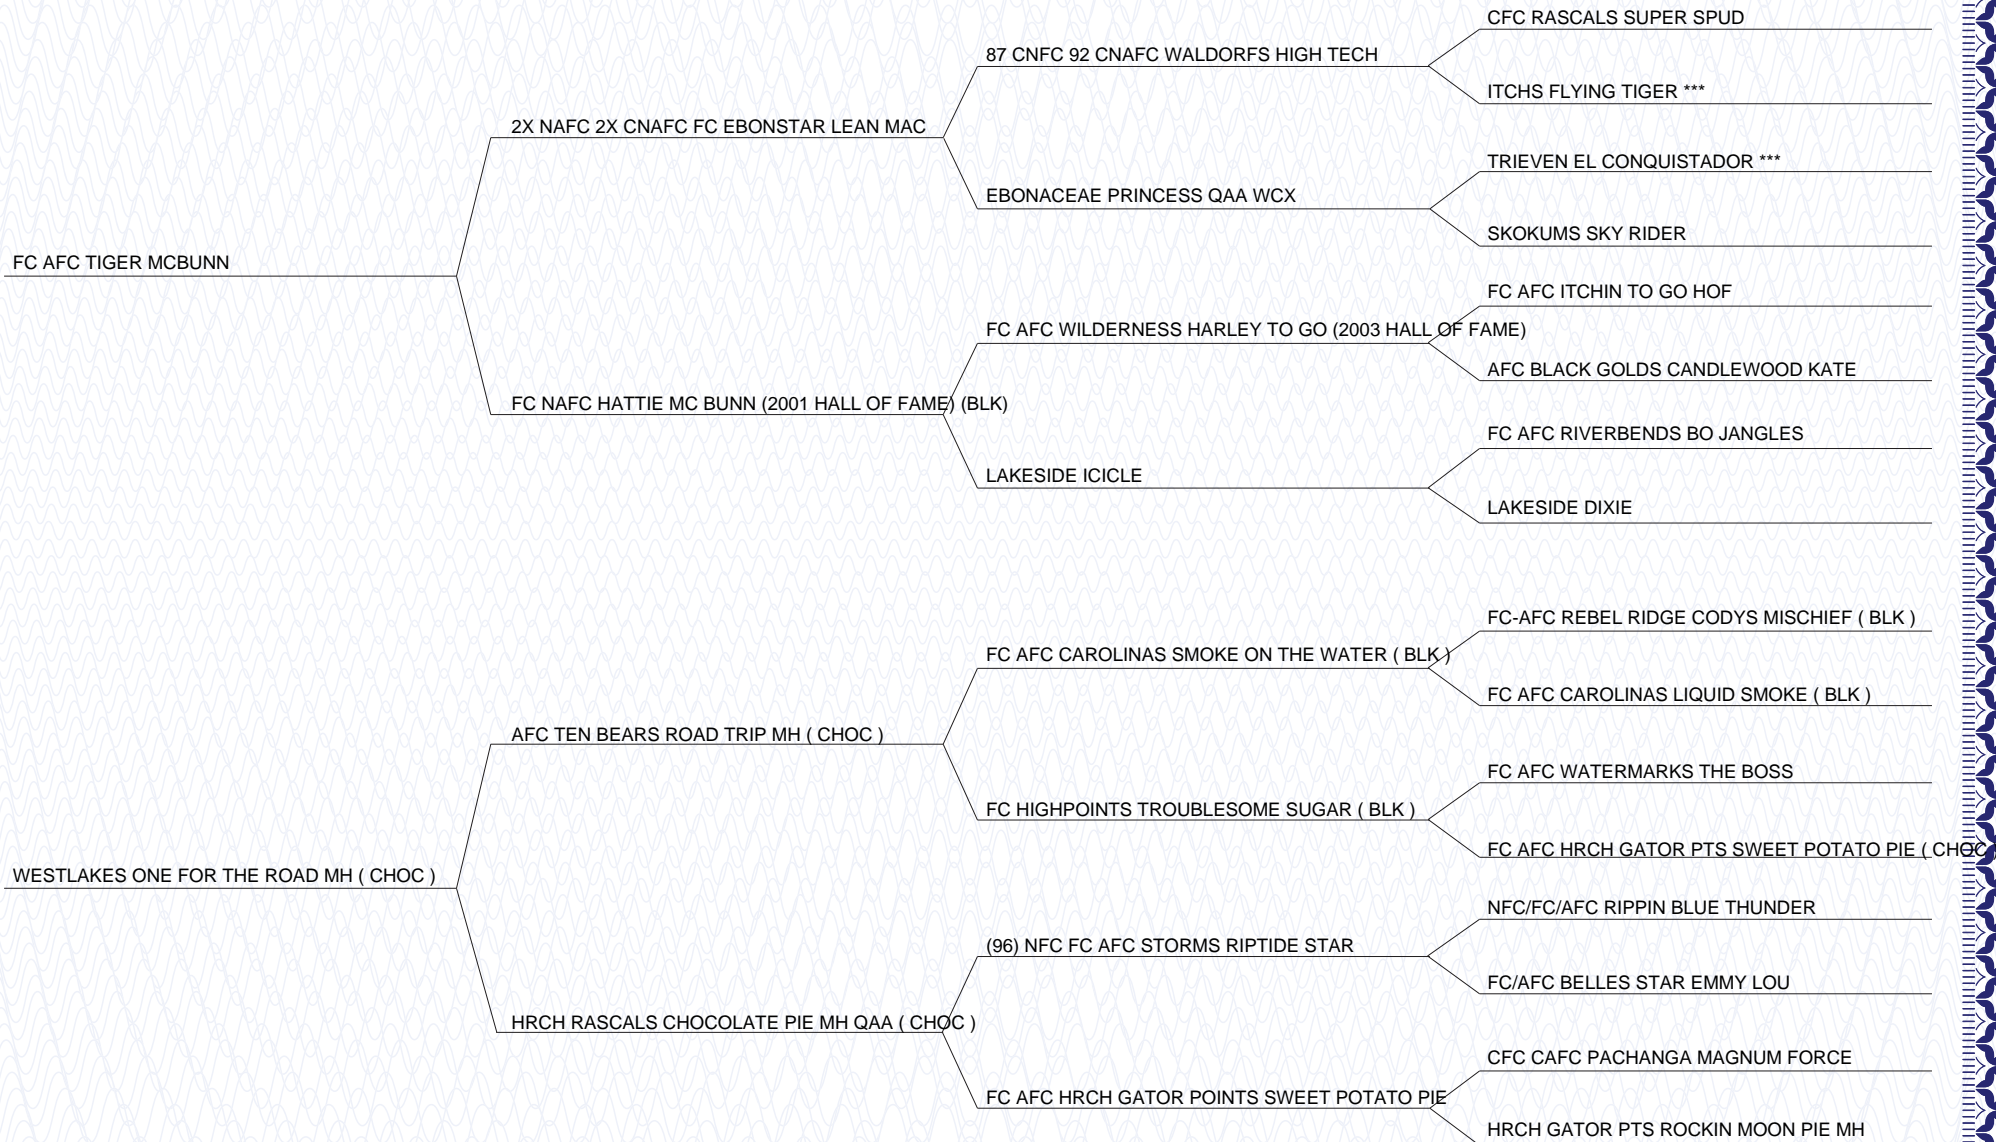 CFC RASCALS SUPER SPUD
87 CNFC 92 CNAFC WALDORFS HIGH TECH
ITCHS FLYING TIGER ***
2X NAFC 2X CNAFC FC EBONSTAR LEAN MAC
TRIEVEN EL CONQUISTADOR ***
EBONACEAE PRINCESS QAA WCX
SKOKUMS SKY RIDER
FC AFC TIGER MCBUNN
FC AFC ITCHIN TO GO HOF
FC AFC WILDERNESS HARLEY TO GO (2003 HALL OF FAME)
AFC BLACK GOLDS CANDLEWOOD KATE
FC NAFC HATTIE MC BUNN (2001 HALL OF FAME) (BLK)
FC AFC RIVERBENDS BO JANGLES
LAKESIDE ICICLE
LAKESIDE DIXIE
FC-AFC REBEL RIDGE CODYS MISCHIEF ( BLK )
FC AFC CAROLINAS SMOKE ON THE WATER ( BLK )
FC AFC CAROLINAS LIQUID SMOKE ( BLK )
AFC TEN BEARS ROAD TRIP MH ( CHOC )
FC AFC WATERMARKS THE BOSS
FC HIGHPOINTS TROUBLESOME SUGAR ( BLK )
FC AFC HRCH GATOR PTS SWEET POTATO PIE ( CHOC )
WESTLAKES ONE FOR THE ROAD MH ( CHOC )
NFC/FC/AFC RIPPIN BLUE THUNDER
(96) NFC FC AFC STORMS RIPTIDE STAR
FC/AFC BELLES STAR EMMY LOU
HRCH RASCALS CHOCOLATE PIE MH QAA ( CHOC )
CFC CAFC PACHANGA MAGNUM FORCE
FC AFC HRCH GATOR POINTS SWEET POTATO PIE
HRCH GATOR PTS ROCKIN MOON PIE MH